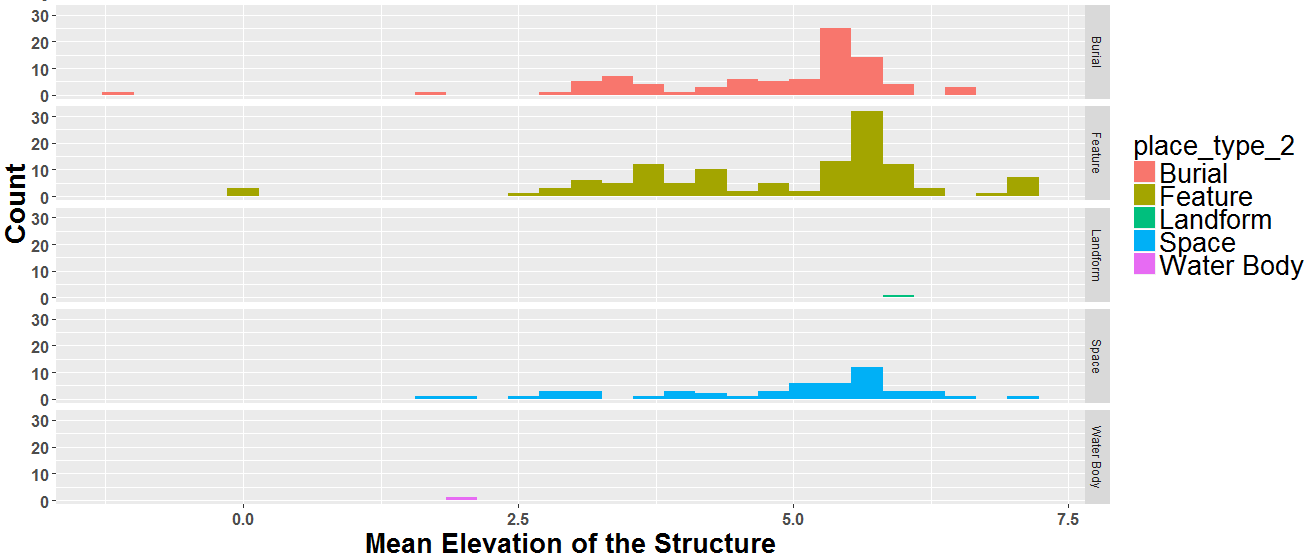 30
20
10
0
Burial
30
20
10
0
Feature
30
20
10
0
Landform
30
20
10
0
Space
30
20
10
0
Water Body
Count
0.0 2.5 5.0 7.5
Mean Elevation of the Structure
place_type_2
Burial
Feature
Landform
Space
Water Body